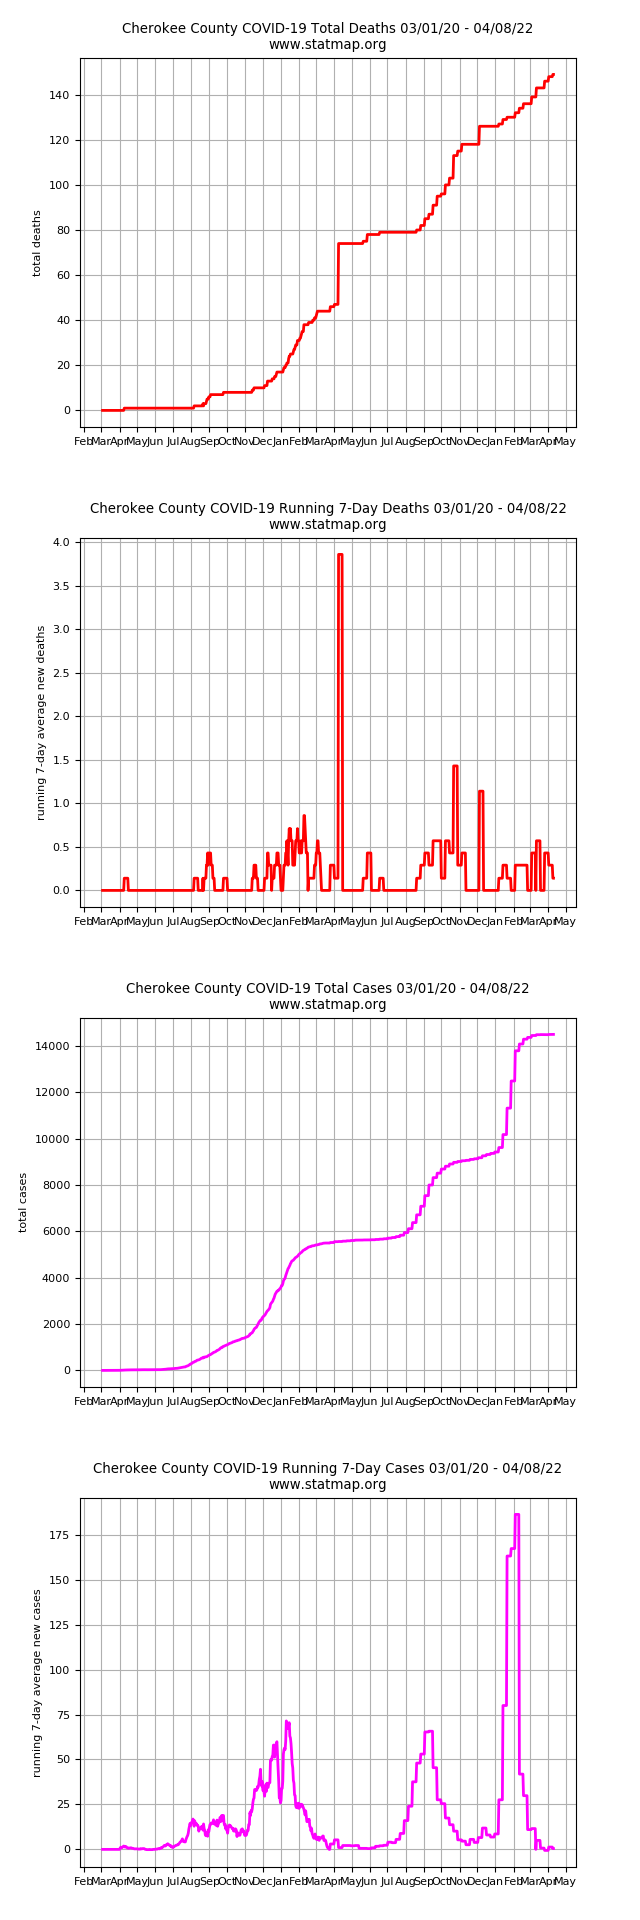 Cherokee County COVID-19 Total Deaths 03/01/20 - 04/08/22
www.statmap.org
140
120
100
80
60
40
20
0
total deaths
Feb Mar Apr May Jun Jul Aug Sep Oct Nov Dec Jan Feb Mar Apr May Jun Jul Aug Sep Oct Nov Dec Jan Feb Mar Apr May
Cherokee County COVID-19 Running 7-Day Deaths 03/01/20 - 04/08/22
www.statmap.org
4.0
3.5
3.0
2.5
2.0
1.5
1.0
0.5
0.0
running 7-day average new deaths
Feb Mar Apr May Jun Jul Aug Sep Oct Nov Dec Jan Feb Mar Apr May Jun Jul Aug Sep Oct Nov Dec Jan Feb Mar Apr May
Cherokee County COVID-19 Total Cases 03/01/20 - 04/08/22
www.statmap.org
14000
12000
10000
8000
6000
4000
2000
0
total cases
Feb Mar Apr May Jun Jul Aug Sep Oct Nov Dec Jan Feb Mar Apr May Jun Jul Aug Sep Oct Nov Dec Jan Feb Mar Apr May
Cherokee County COVID-19 Running 7-Day Cases 03/01/20 - 04/08/22
www.statmap.org
175
150
125
100
75
50
25
0
running 7-day average new cases
Feb Mar Apr May Jun Jul Aug Sep Oct Nov Dec Jan Feb Mar Apr May Jun Jul Aug Sep Oct Nov Dec Jan Feb Mar Apr May